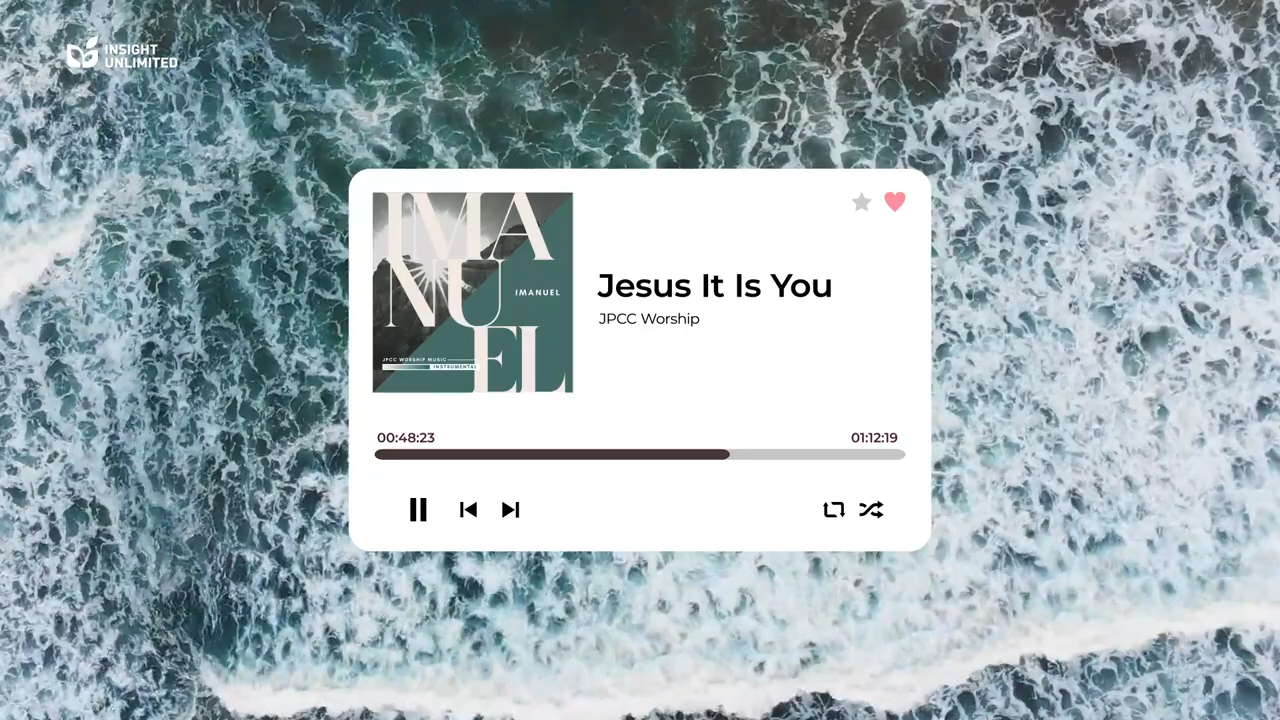 INSIGHT
UNLIMITED
IMA
NU
EL
IMANUEL
JPCC WORSHIP MUSIC
INSTRUMENTAL
Jesus It Is You
JPCC Worship
00:48:23
01:12:19